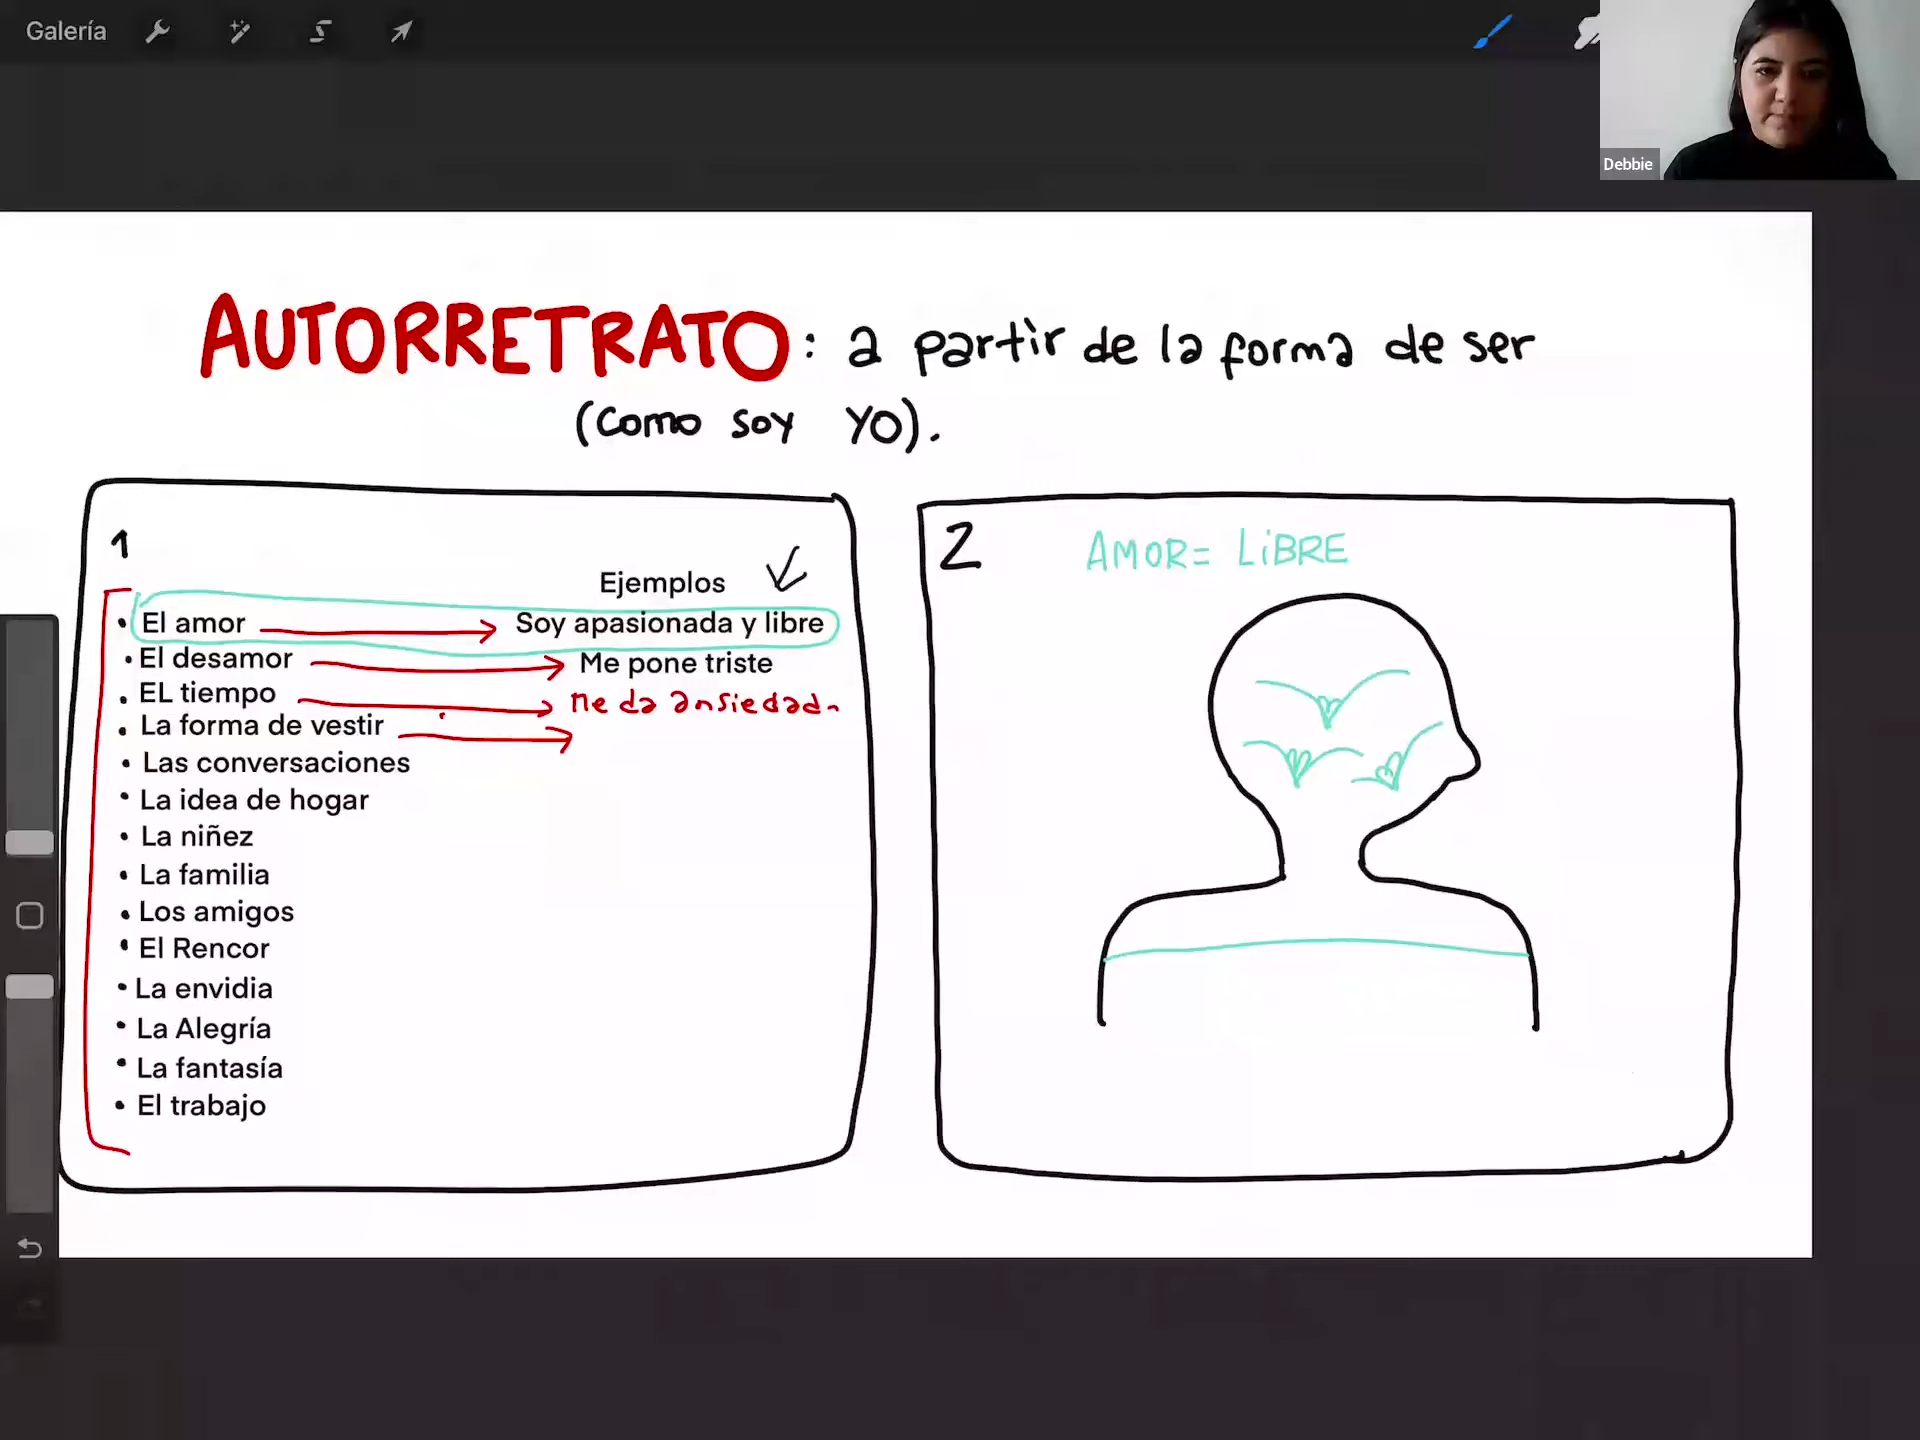 Galería
Debbie
AUTORRETRATO: a partir de la forma de ser
(como soy yo).
1
Ejemplos
• El amor → Soy apasionada y libre
• El desamor → Me pone triste
• EL tiempo → Me da ansiedad
• La forma de vestir →
• Las conversaciones
• La idea de hogar
• La niñez
• La familia
• Los amigos
• El Rencor
• La envidia
• La Alegría
• La fantasía
• El trabajo
2
AMOR= LiBRE